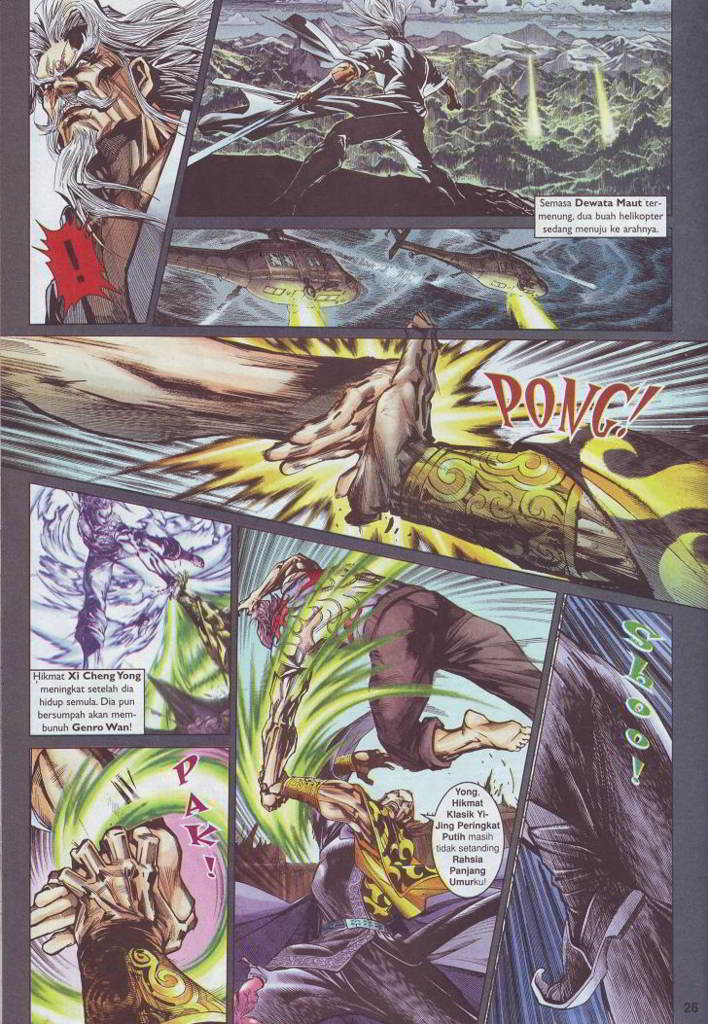 !
Semasa Dewata Maut ter-
menung, dua buah helikopter
sedang menuju ke arahnya.
PONG!
Hikmat Xi Cheng Yong
meningkat setelah dia
hidup semula. Dia pun
bersumpah akan mem-
bunuh Genro Wan!
PAK!
Yong,
Hikmat
Klasik Yi-
Jing Peringkat
Putih masih
tidak setanding
Rahsia
Panjang
Umurku!
SHOO!
26